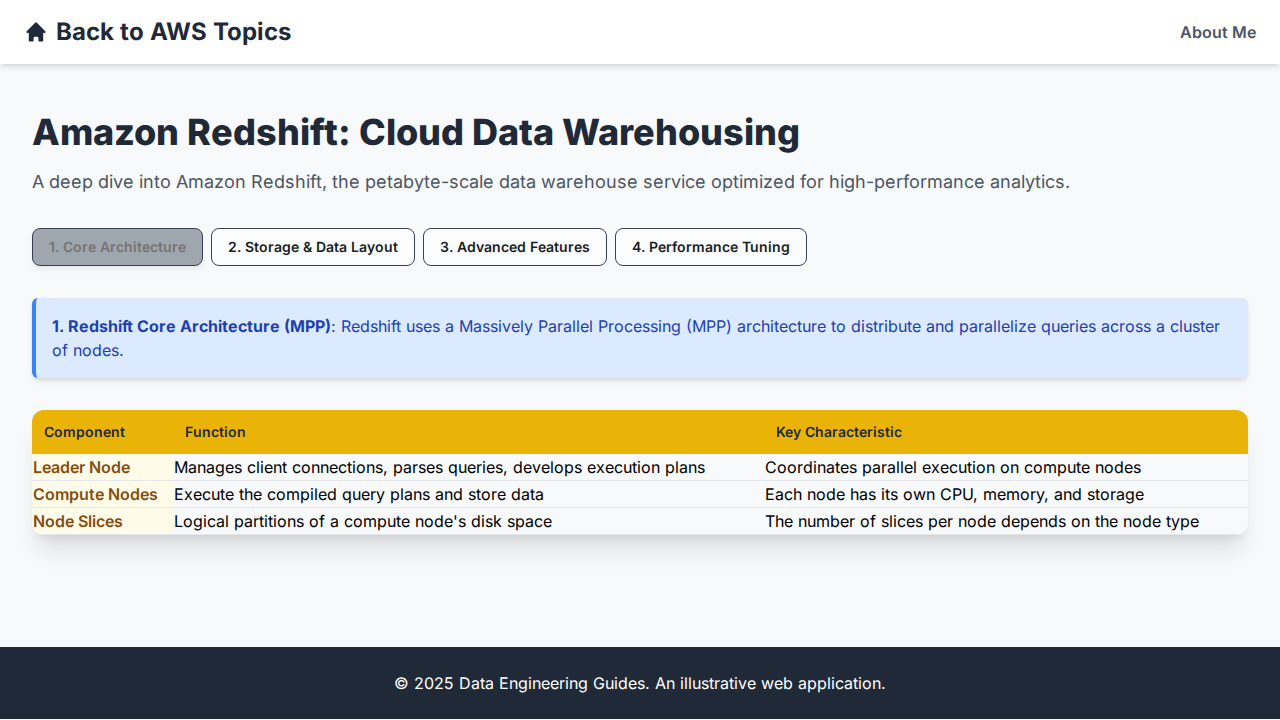 Back to AWS Topics
About Me
Amazon Redshift: Cloud Data Warehousing
A deep dive into Amazon Redshift, the petabyte-scale data warehouse service optimized for high-performance analytics.
1. Core Architecture
2. Storage & Data Layout
3. Advanced Features
4. Performance Tuning
1. Redshift Core Architecture (MPP): Redshift uses a Massively Parallel Processing (MPP) architecture to distribute and parallelize queries across a cluster
of nodes.
Component Function Key Characteristic
Leader Node Manages client connections, parses queries, develops execution plans Coordinates parallel execution on compute nodes
Compute Nodes Execute the compiled query plans and store data Each node has its own CPU, memory, and storage
Node Slices Logical partitions of a compute node's disk space The number of slices per node depends on the node type
© 2025 Data Engineering Guides. An illustrative web application.